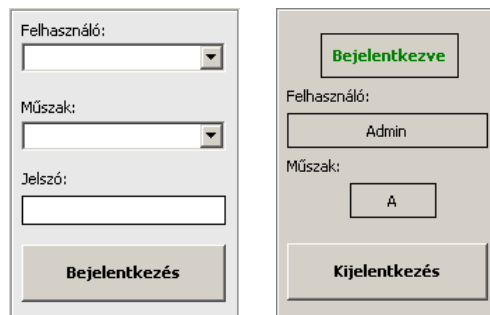 Felhasználó:
Műszak:
Jelszó:
Bejelentkezés
Bejelentkezve
Felhasználó:
Admin
Műszak:
A
Kijelentkezés